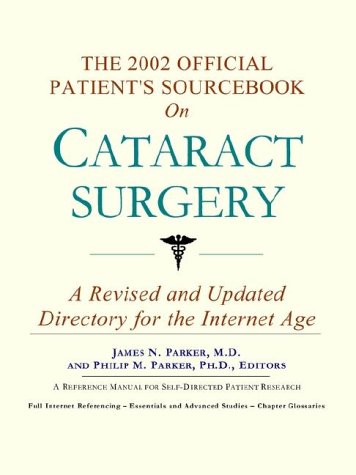 THE 2002 OFFICIAL
PATIENT'S SOURCEBOOK
On
CATARACT
SURGERY
A Revised and Updated
Directory for the Internet Age
JAMES N. PARKER, M.D.
AND PHILIP M. PARKER, PH.D., EDITORS
A REFERENCE MANUAL FOR SELF-DIRECTED PATIENT RESEARCH
Full Internet Referencing – Essentials and Advanced Studies – Chapter Glossaries